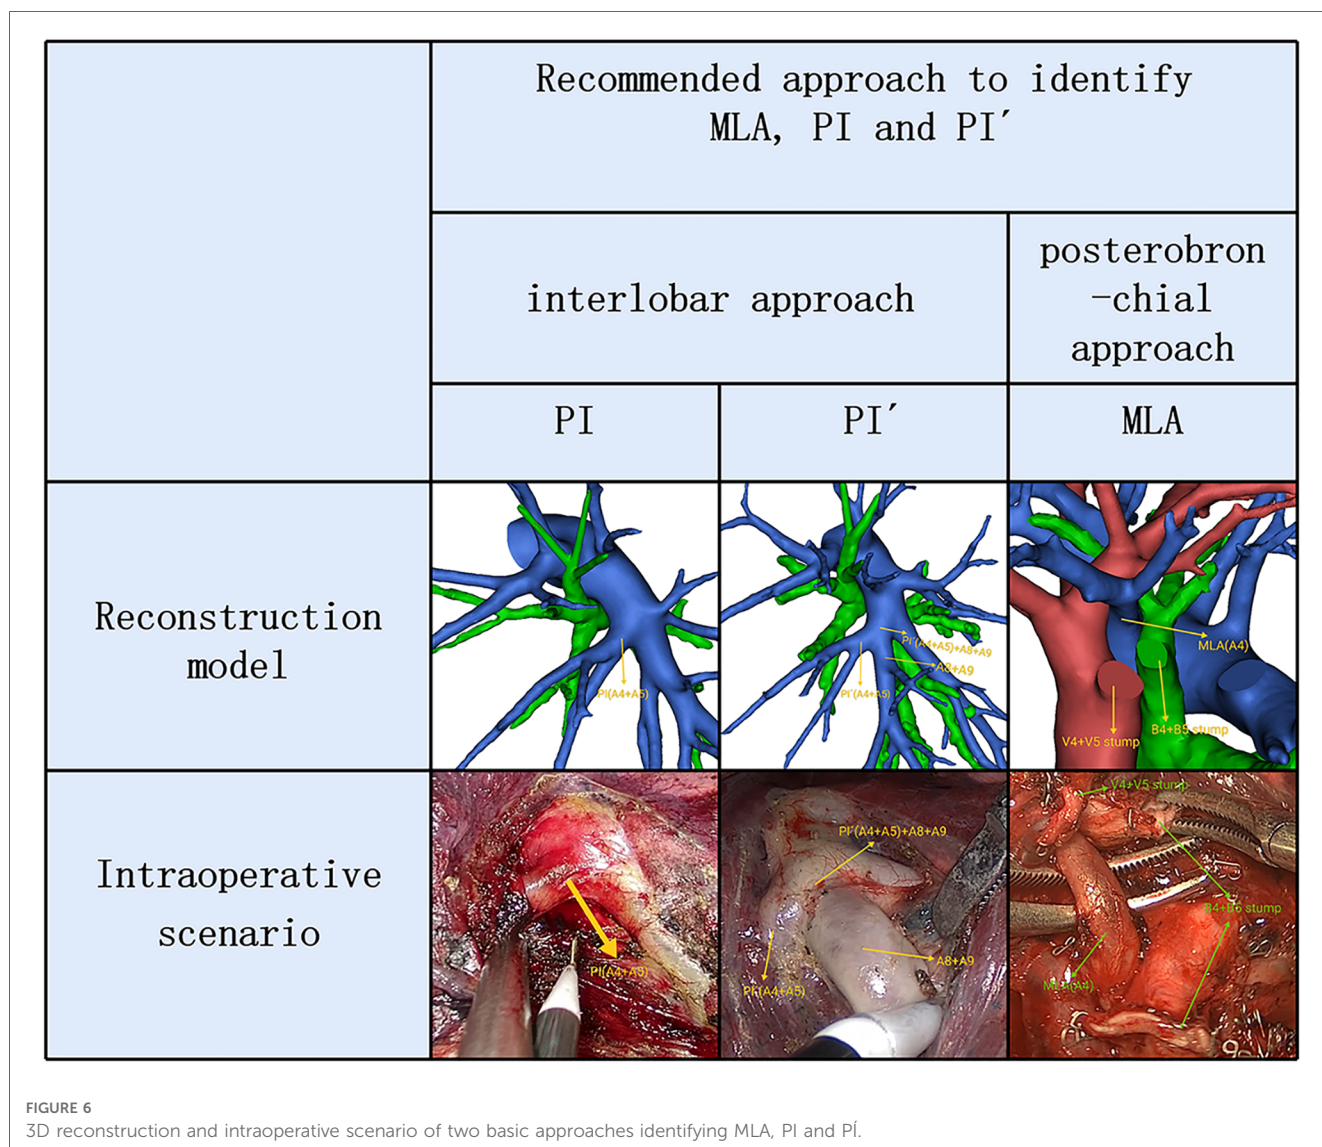 Recommended approach to identify
MLA, PI and PI´
interlobar approach
posterobron
-chial
approach
PI
PI´
MLA
Reconstruction
model
PI(A4+A5)
PI´(A4+A5)+A8+A9
A8+A9
PI´(A4+A5)
MLA(A4)
B4+B5 stump
V4+V5 stump
Intraoperative
scenario
PI(A4+A5)
PI´(A4+A5)+A8+A9
A8+A9
PI´(A4+A5)
V4+V5 stump
B4+B5 stump
MLA(A4)
FIGURE 6
3D reconstruction and intraoperative scenario of two basic approaches identifying MLA, PI and PÍ.